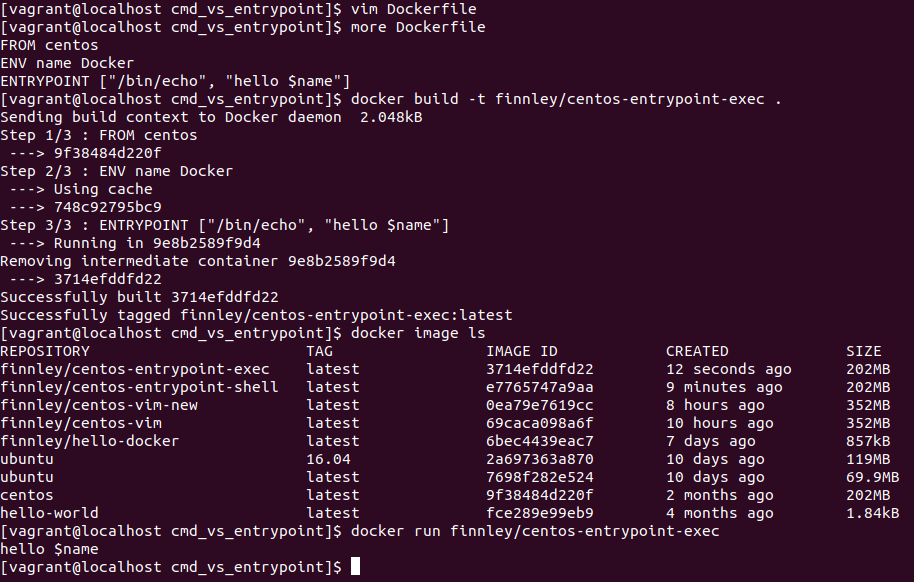 [vagrant@localhost cmd_vs_entrypoint]$ vim Dockerfile
[vagrant@localhost cmd_vs_entrypoint]$ more Dockerfile
FROM centos
ENV name Docker
ENTRYPOINT ["/bin/echo", "hello $name"]
[vagrant@localhost cmd_vs_entrypoint]$ docker build -t finnley/centos-entrypoint-exec .
Sending build context to Docker daemon  2.048kB
Step 1/3 : FROM centos
 ---> 9f38484d220f
Step 2/3 : ENV name Docker
 ---> Using cache
 ---> 748c92795bc9
Step 3/3 : ENTRYPOINT ["/bin/echo", "hello $name"]
 ---> Running in 9e8b2589f9d4
Removing intermediate container 9e8b2589f9d4
 ---> 3714efddfd22
Successfully built 3714efddfd22
Successfully tagged finnley/centos-entrypoint-exec:latest
[vagrant@localhost cmd_vs_entrypoint]$ docker image ls
REPOSITORY                        TAG                 IMAGE ID            CREATED             SIZE
finnley/centos-entrypoint-exec    latest              3714efddfd22        12 seconds ago      202MB
finnley/centos-entrypoint-shell   latest              e7765747a9aa        9 minutes ago       202MB
finnley/centos-vim-new            latest              0ea79e7619cc        8 hours ago         352MB
finnley/centos-vim                latest              69caca098a6f        10 hours ago        352MB
finnley/hello-docker              latest              6bec4439eac7        7 days ago          857kB
ubuntu                            16.04               2a697363a870        10 days ago         119MB
ubuntu                            latest              7698f282e524        10 days ago         69.9MB
centos                            latest              9f38484d220f        2 months ago        202MB
hello-world                       latest              fce289e99eb9        4 months ago        1.84kB
[vagrant@localhost cmd_vs_entrypoint]$ docker run finnley/centos-entrypoint-exec
hello $name
[vagrant@localhost cmd_vs_entrypoint]$